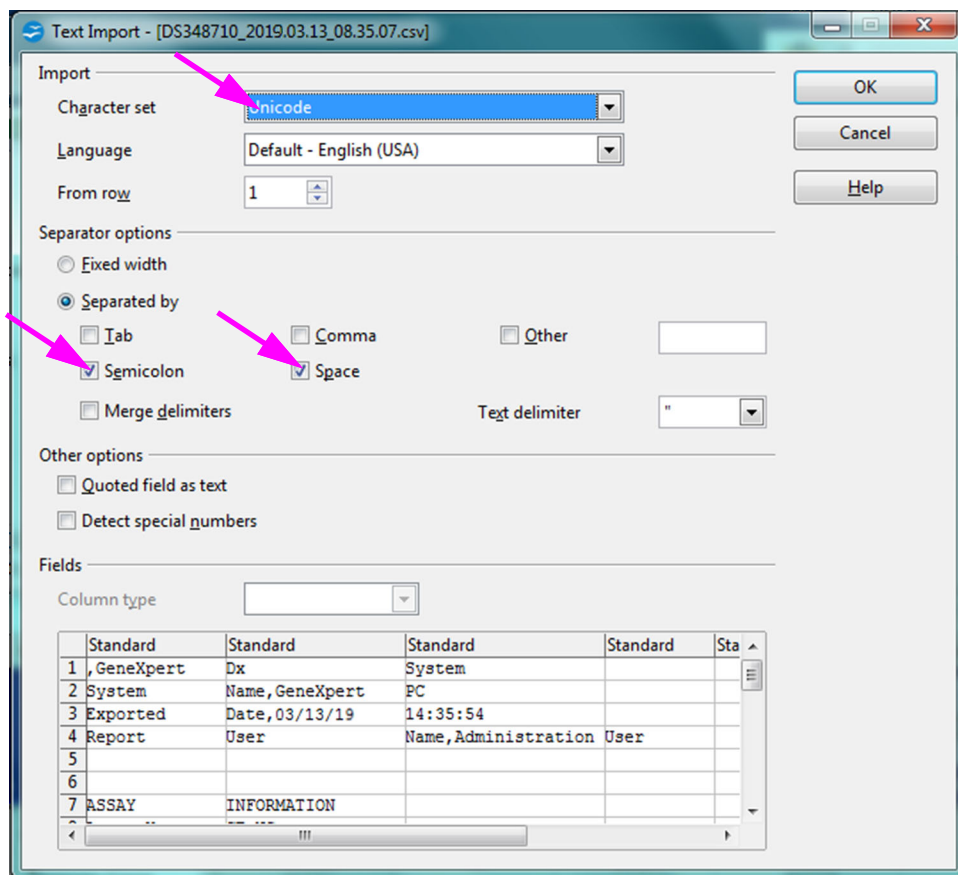 Text Import - [DS348710_2019.03.13_08.35.07.csv]
Import
OK
Character set Unicode
Cancel
Language Default - English (USA)
From row 1
Help
Separator options
Fixed width
Separated by
Tab Comma Other
Semicolon Space
Merge delimiters Text delimiter "
Other options
Quoted field as text
Detect special numbers
Fields
Column type
Standard Standard Standard Standard Sta
1 ,GeneXpert Dx System
2 System Name,GeneXpert PC
3 Exported Date,03/13/19 14:35:54
4 Report User Name,Administration User
5
6
7 ASSAY INFORMATION